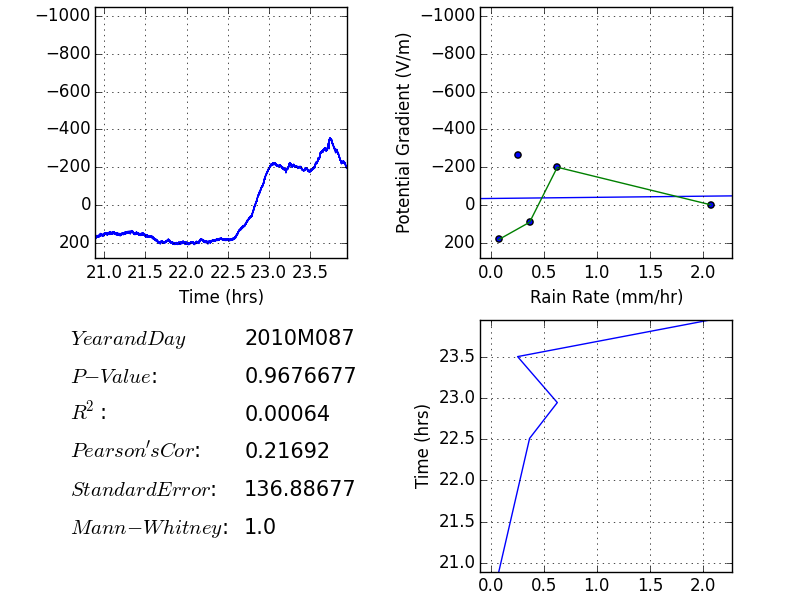 −1000
−800
−600
−400
−200
0
200
21.0 21.5 22.0 22.5 23.0 23.5
Time (hrs)
Potential Gradient (V/m)
−1000
−800
−600
−400
−200
0
200
0.0 0.5 1.0 1.5 2.0
Rain Rate (mm/hr)
YearandDay 2010M087
P−Value: 0.9676677
R²: 0.00064
Pearson'sCor: 0.21692
StandardError: 136.88677
Mann−Whitney: 1.0
Time (hrs)
23.5
23.0
22.5
22.0
21.5
21.0
0.0 0.5 1.0 1.5 2.0